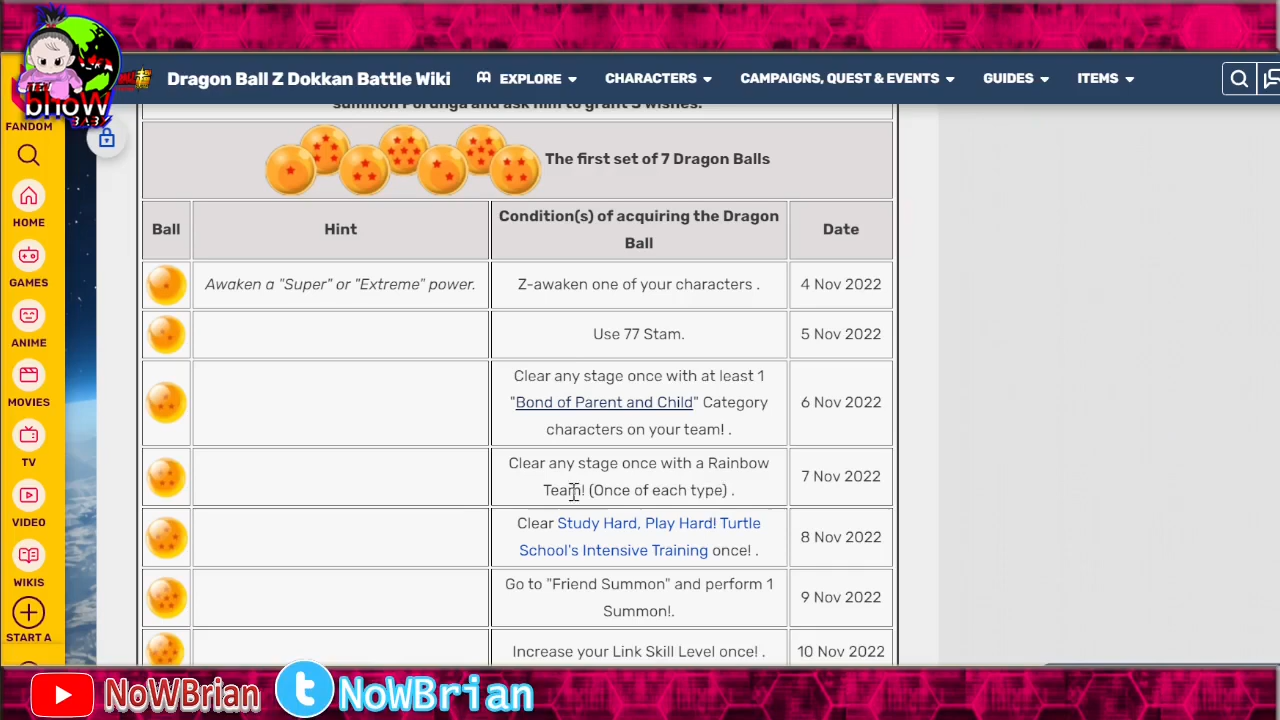 Dragon Ball Z Dokkan Battle Wiki
EXPLORE
CHARACTERS
CAMPAIGNS, QUEST & EVENTS
GUIDES
ITEMS
bhoW
BABY
FANDOM
HOME
GAMES
ANIME
MOVIES
TV
VIDEO
WIKIS
START A
summon Porunga and ask him to grant 3 wishes.
The first set of 7 Dragon Balls
Ball
Hint
Condition(s) of acquiring the Dragon
Ball
Date
Awaken a "Super" or "Extreme" power.
Z-awaken one of your characters .
4 Nov 2022
Use 77 Stam.
5 Nov 2022
Clear any stage once with at least 1
"Bond of Parent and Child" Category
characters on your team! .
6 Nov 2022
Clear any stage once with a Rainbow
Team! (Once of each type) .
7 Nov 2022
Clear Study Hard, Play Hard! Turtle
School's Intensive Training once! .
8 Nov 2022
Go to "Friend Summon" and perform 1
Summon!.
9 Nov 2022
Increase your Link Skill Level once! .
10 Nov 2022
NoWBrian
NoWBrian